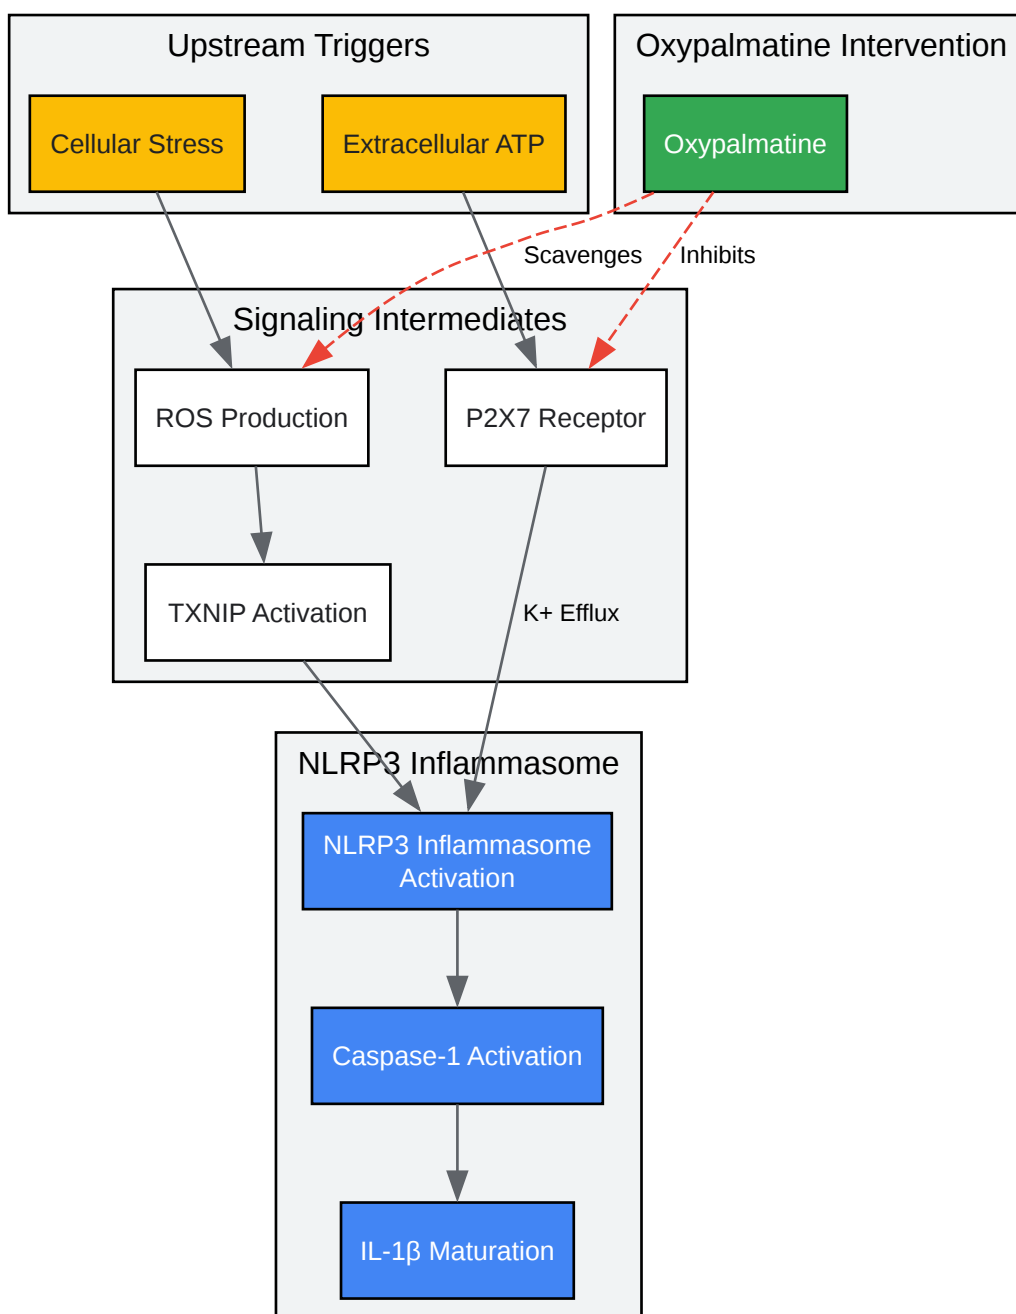 Upstream Triggers
Oxypalmatine Intervention
Cellular Stress
Extracellular ATP
Oxypalmatine
Scavenges
Inhibits
Signaling Intermediates
ROS Production
P2X7 Receptor
TXNIP Activation
K+ Efflux
NLRP3 Inflammasome
NLRP3 Inflammasome
Activation
Caspase-1 Activation
IL-1β Maturation